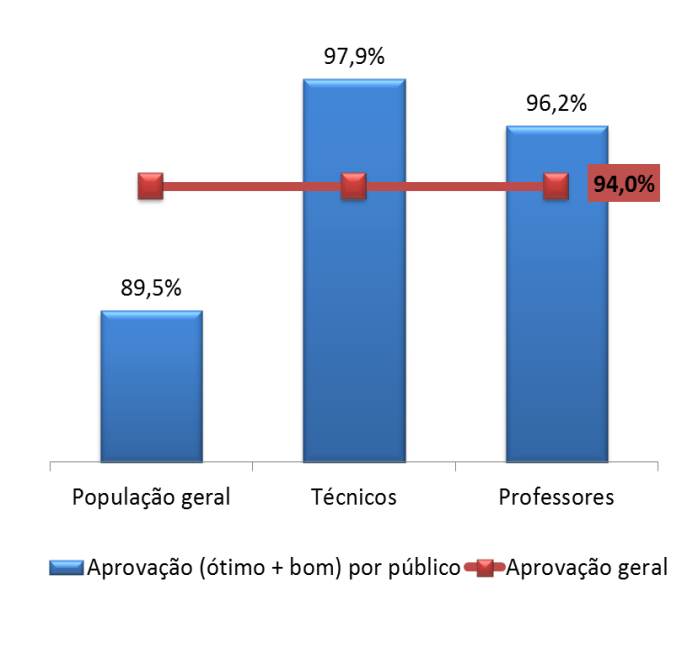 97,9%
96,2%
94,0%
89,5%
População geral
Técnicos
Professores
Aprovação (ótimo + bom) por público
Aprovação geral